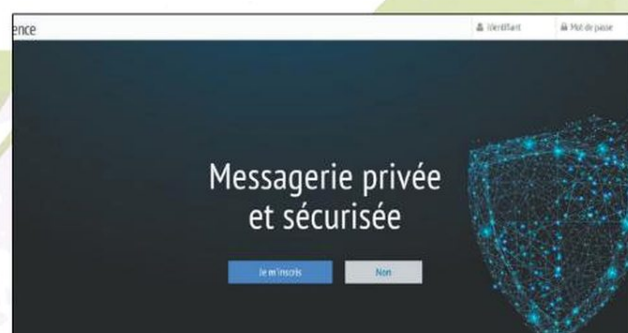 ence
Identifiant
Mot de passe
Messagerie privée
et sécurisée
Je m'inscris
Non